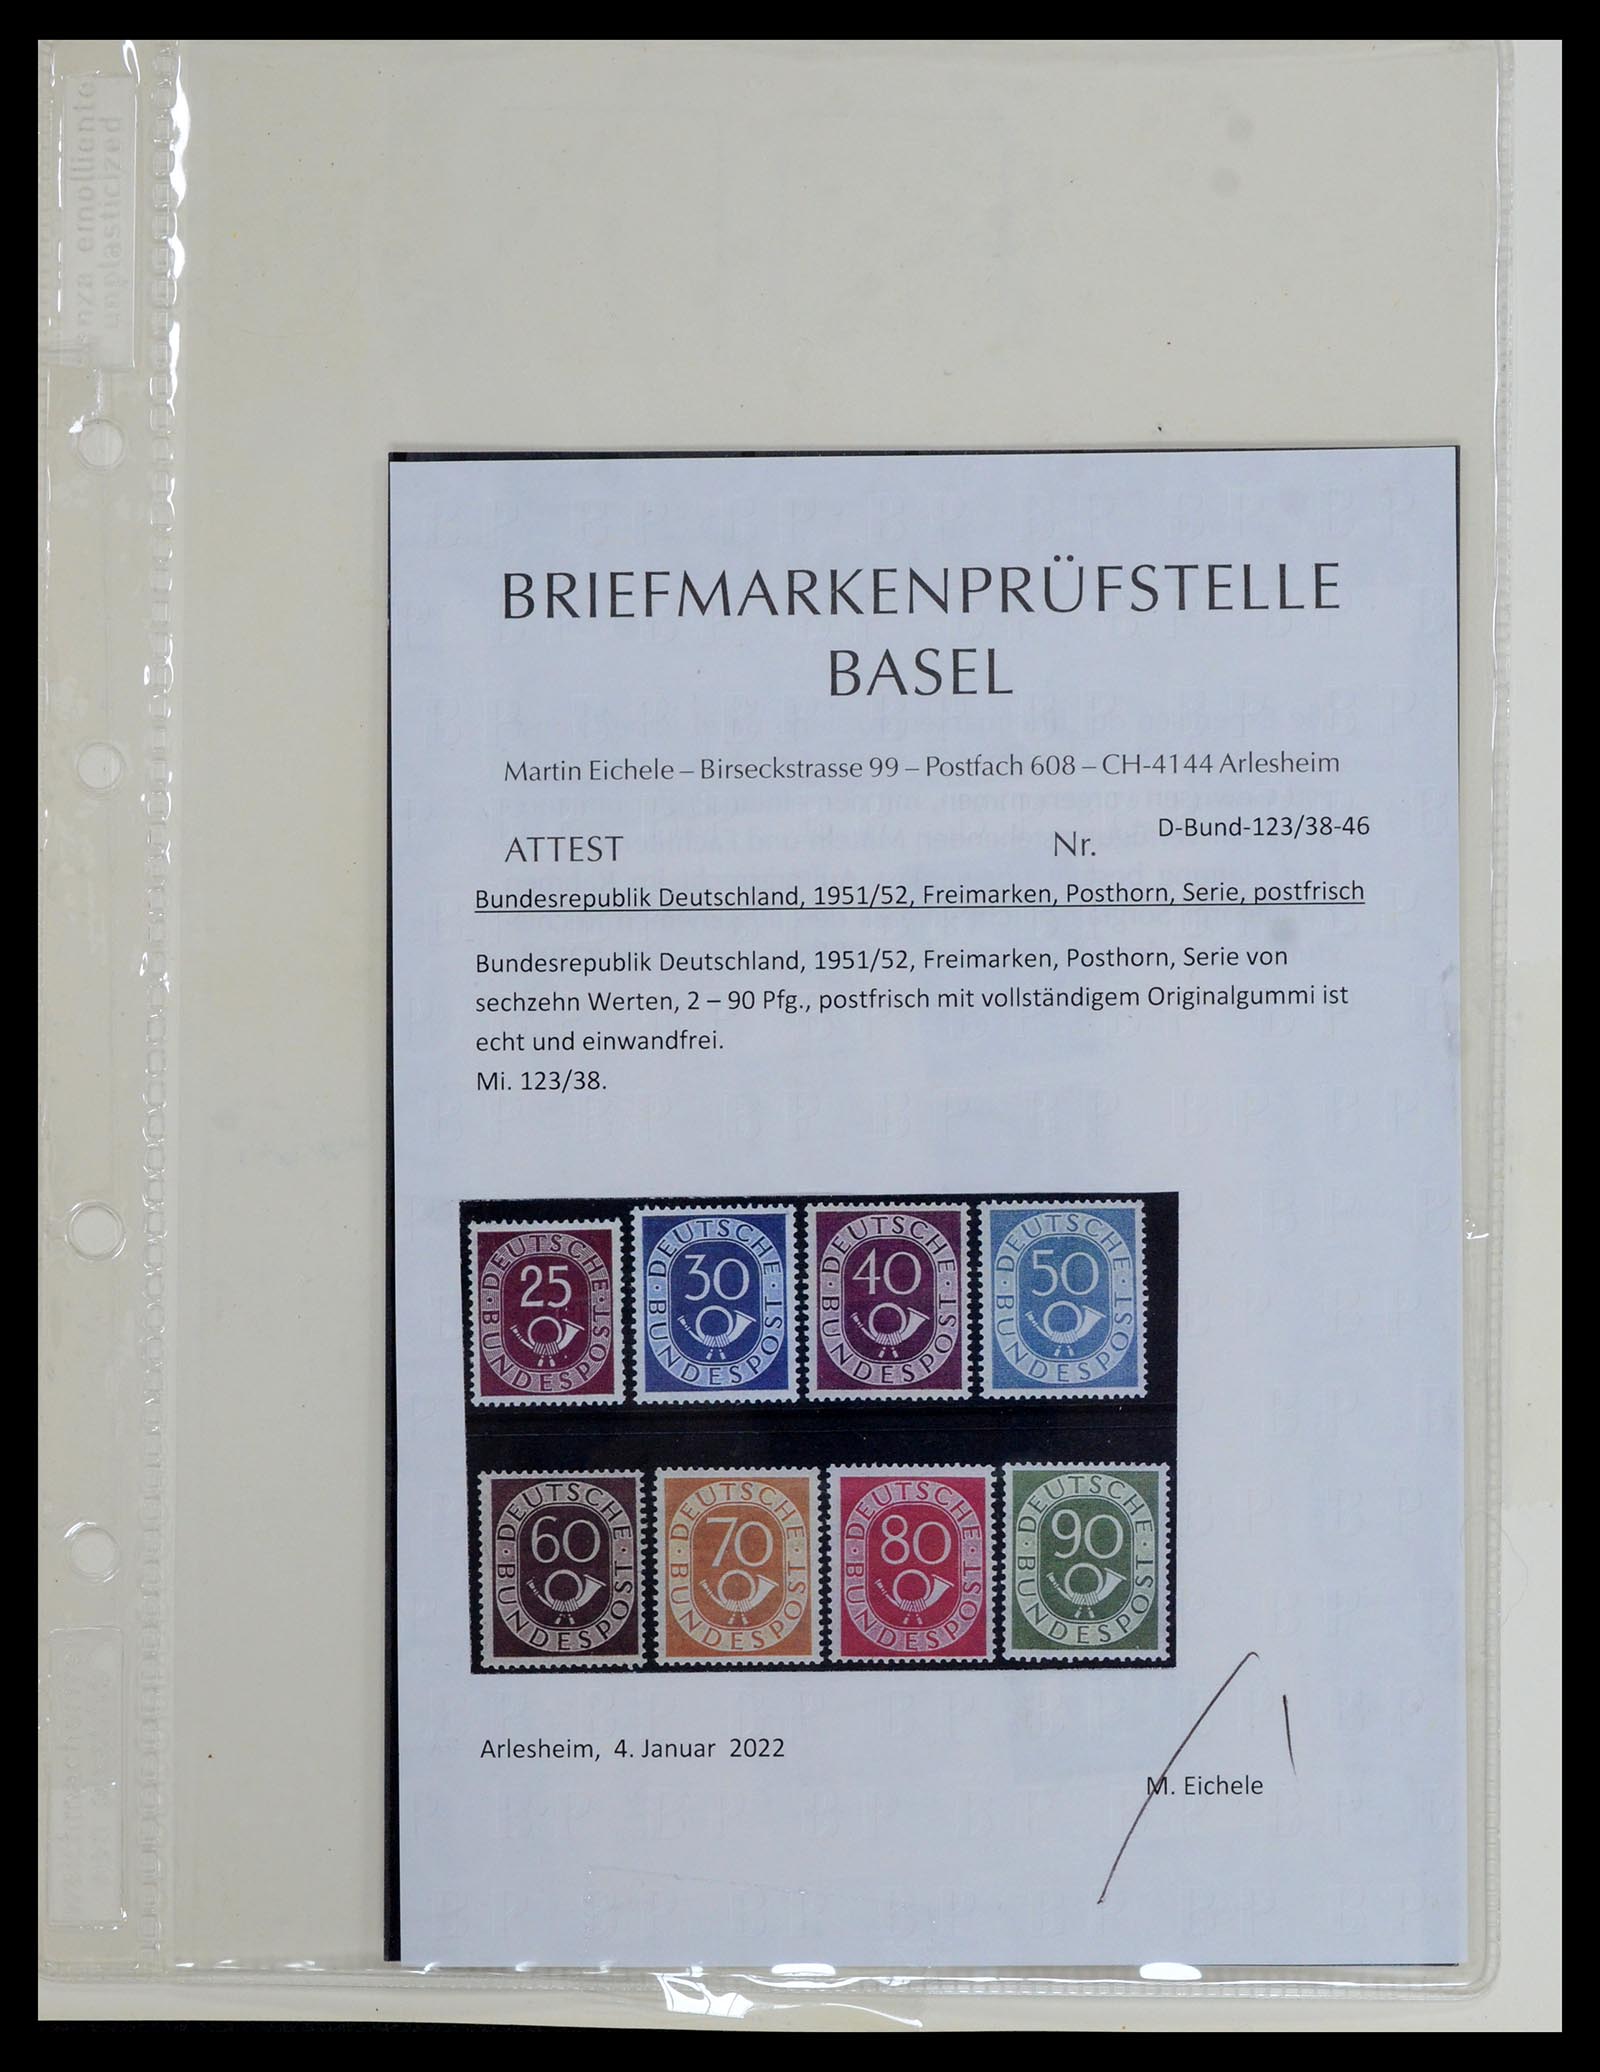 enza emolliente
unplasticized
BRIEFMARKENPRÜFSTELLE
BASEL
Martin Eichele – Birseckstrasse 99 – Postfach 608 – CH-4144 Arlesheim
ATTEST Nr. D-Bund-123/38-46
Bundesrepublik Deutschland, 1951/52, Freimarken, Posthorn, Serie, postfrisch
Bundesrepublik Deutschland, 1951/52, Freimarken, Posthorn, Serie von
sechzehn Werten, 2 – 90 Pfg., postfrisch mit vollständigem Originalgummi ist
echt und einwandfrei.
Mi. 123/38.
DEUTSCHE BUNDESPOST 25
DEUTSCHE BUNDESPOST 30
DEUTSCHE BUNDESPOST 40
DEUTSCHE BUNDESPOST 50
DEUTSCHE BUNDESPOST 60
DEUTSCHE BUNDESPOST 70
DEUTSCHE BUNDESPOST 80
DEUTSCHE BUNDESPOST 90
Arlesheim, 4. Januar 2022
M. Eichele